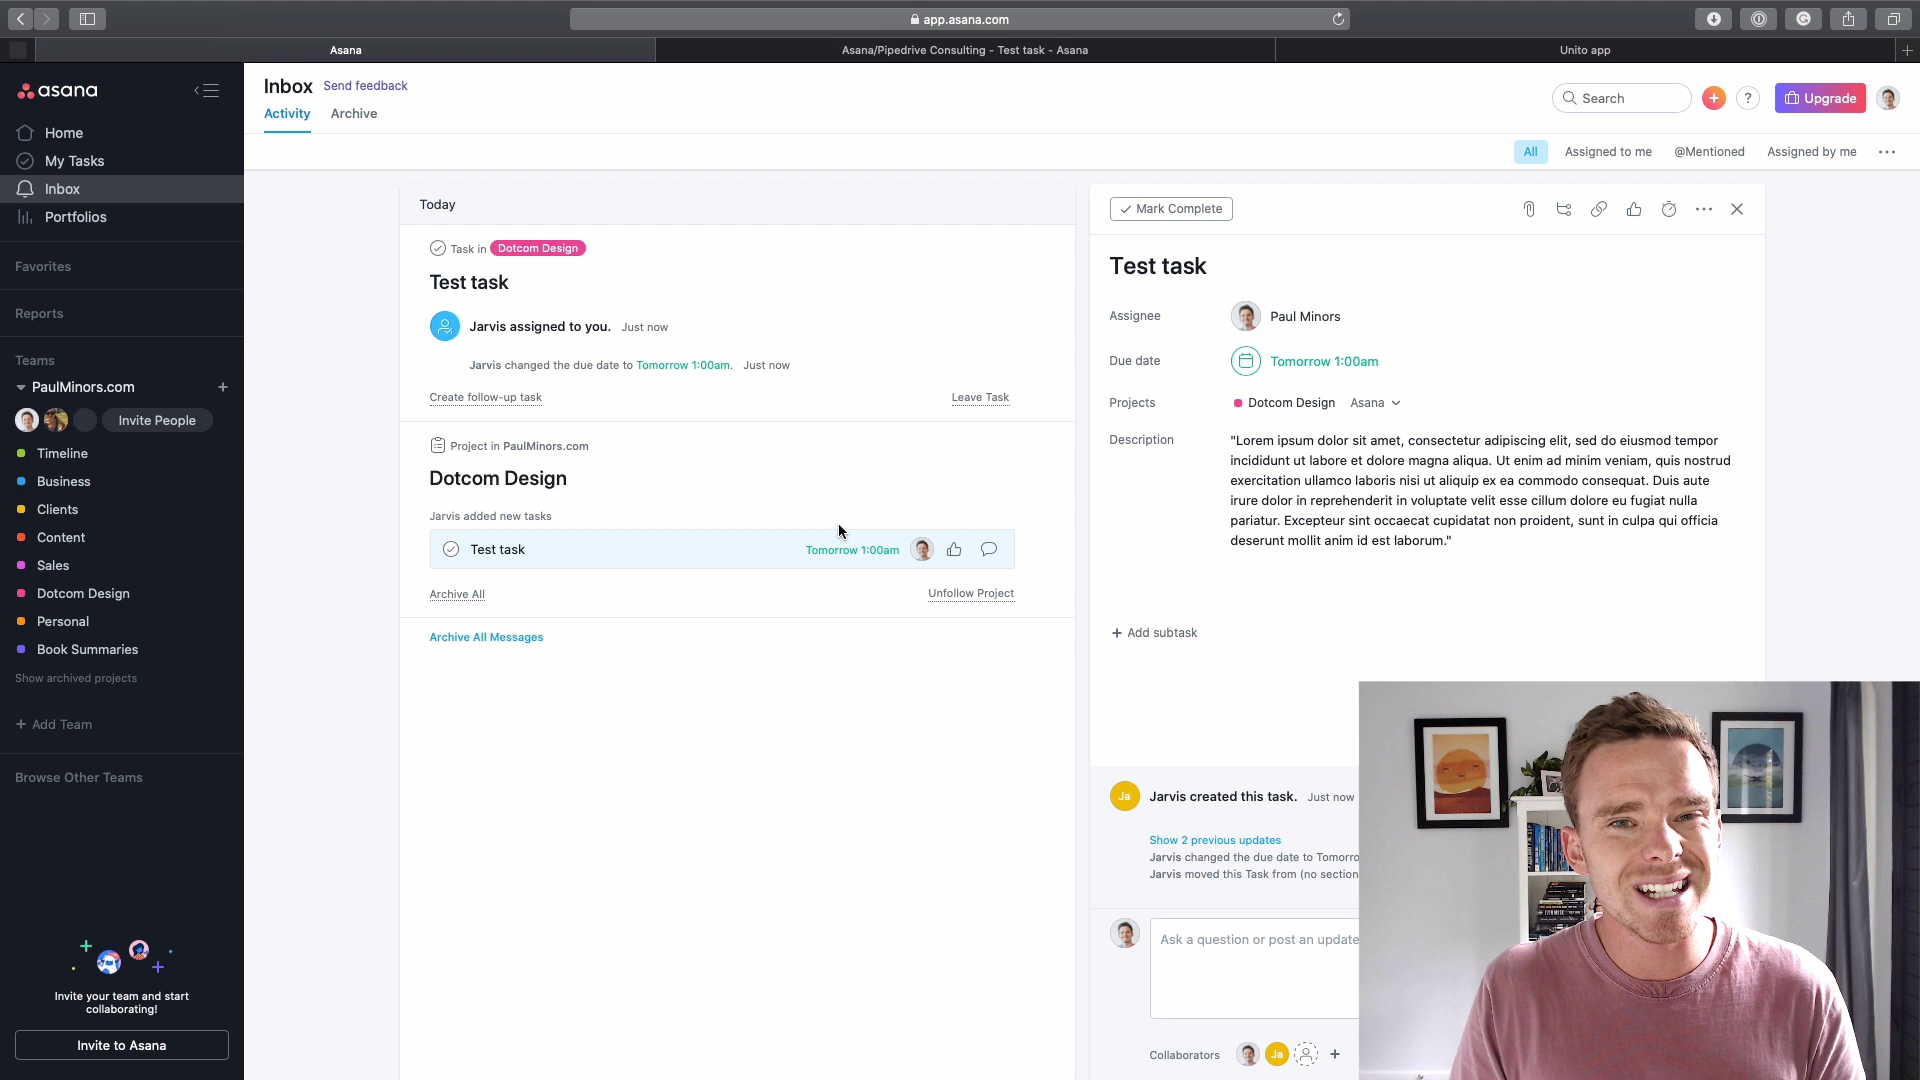 app.asana.com
Asana
Asana/Pipedrive Consulting - Test task - Asana
Unito app
asana
Home
My Tasks
Inbox
Portfolios
Favorites
Reports
Teams
PaulMinors.com
Invite People
Timeline
Business
Clients
Content
Sales
Dotcom Design
Personal
Book Summaries
Show archived projects
+ Add Team
Browse Other Teams
Invite your team and start
collaborating!
Invite to Asana
Inbox Send feedback
Activity Archive
Search
Upgrade
All Assigned to me @Mentioned Assigned by me
Today
Task in Dotcom Design
Test task
Jarvis assigned to you. Just now
Jarvis changed the due date to Tomorrow 1:00am. Just now
Create follow-up task Leave Task
Project in PaulMinors.com
Dotcom Design
Jarvis added new tasks
Test task Tomorrow 1:00am
Archive All Unfollow Project
Archive All Messages
Mark Complete
Test task
Assignee Paul Minors
Due date Tomorrow 1:00am
Projects Dotcom Design Asana
Description "Lorem ipsum dolor sit amet, consectetur adipiscing elit, sed do eiusmod tempor
incididunt ut labore et dolore magna aliqua. Ut enim ad minim veniam, quis nostrud
exercitation ullamco laboris nisi ut aliquip ex ea commodo consequat. Duis aute
irure dolor in reprehenderit in voluptate velit esse cillum dolore eu fugiat nulla
pariatur. Excepteur sint occaecat cupidatat non proident, sunt in culpa qui officia
deserunt mollit anim id est laborum."
+ Add subtask
Ja Jarvis created this task. Just now
Show 2 previous updates
Jarvis changed the due date to Tomorro
Jarvis moved this Task from (no section
Ask a question or post an update
Collaborators Ja +